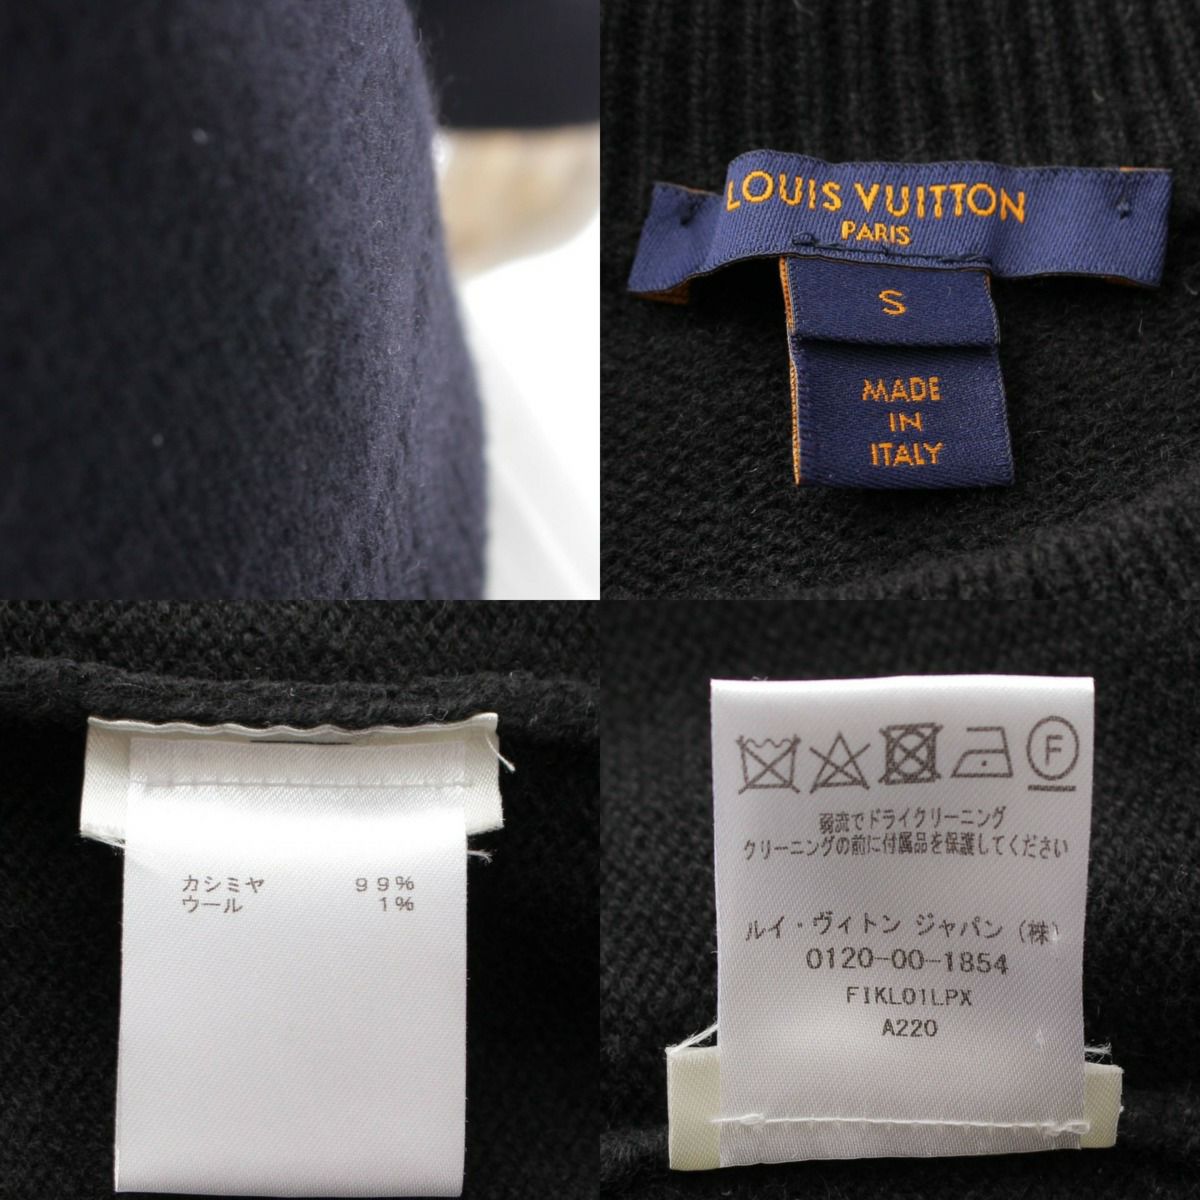 LOUIS VUITTON
PARIS
S
MADE
IN
ITALY
カシミヤ 99%
ウール 1%
F
弱流でドライクリーニング
クリーニングの前に付属品を保護してください
ルイ・ヴィトン ジャパン(株)
0120-00-1854
FIKL01LPX
A220